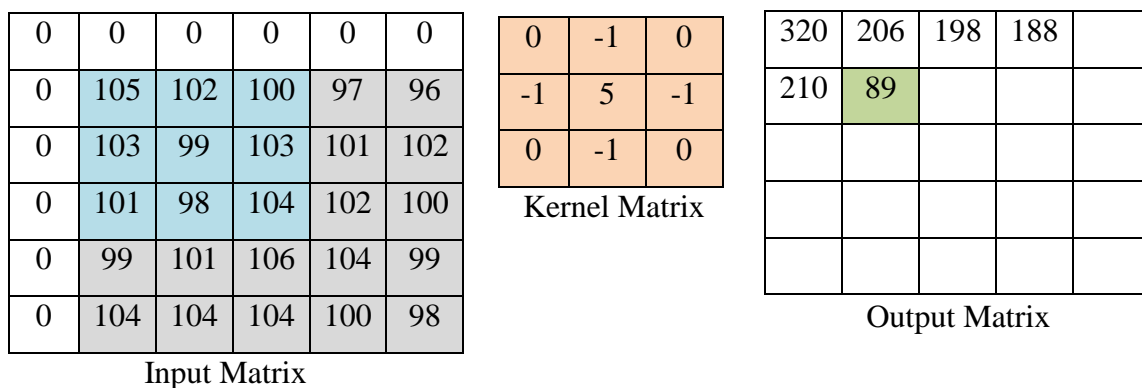 0 0 0 0 0 0
0 105 102 100 97 96
0 103 99 103 101 102
0 101 98 104 102 100
0 99 101 106 104 99
0 104 104 104 100 98
Input Matrix
0 -1 0
-1 5 -1
0 -1 0
Kernel Matrix
320 206 198 188
210 89
Output Matrix